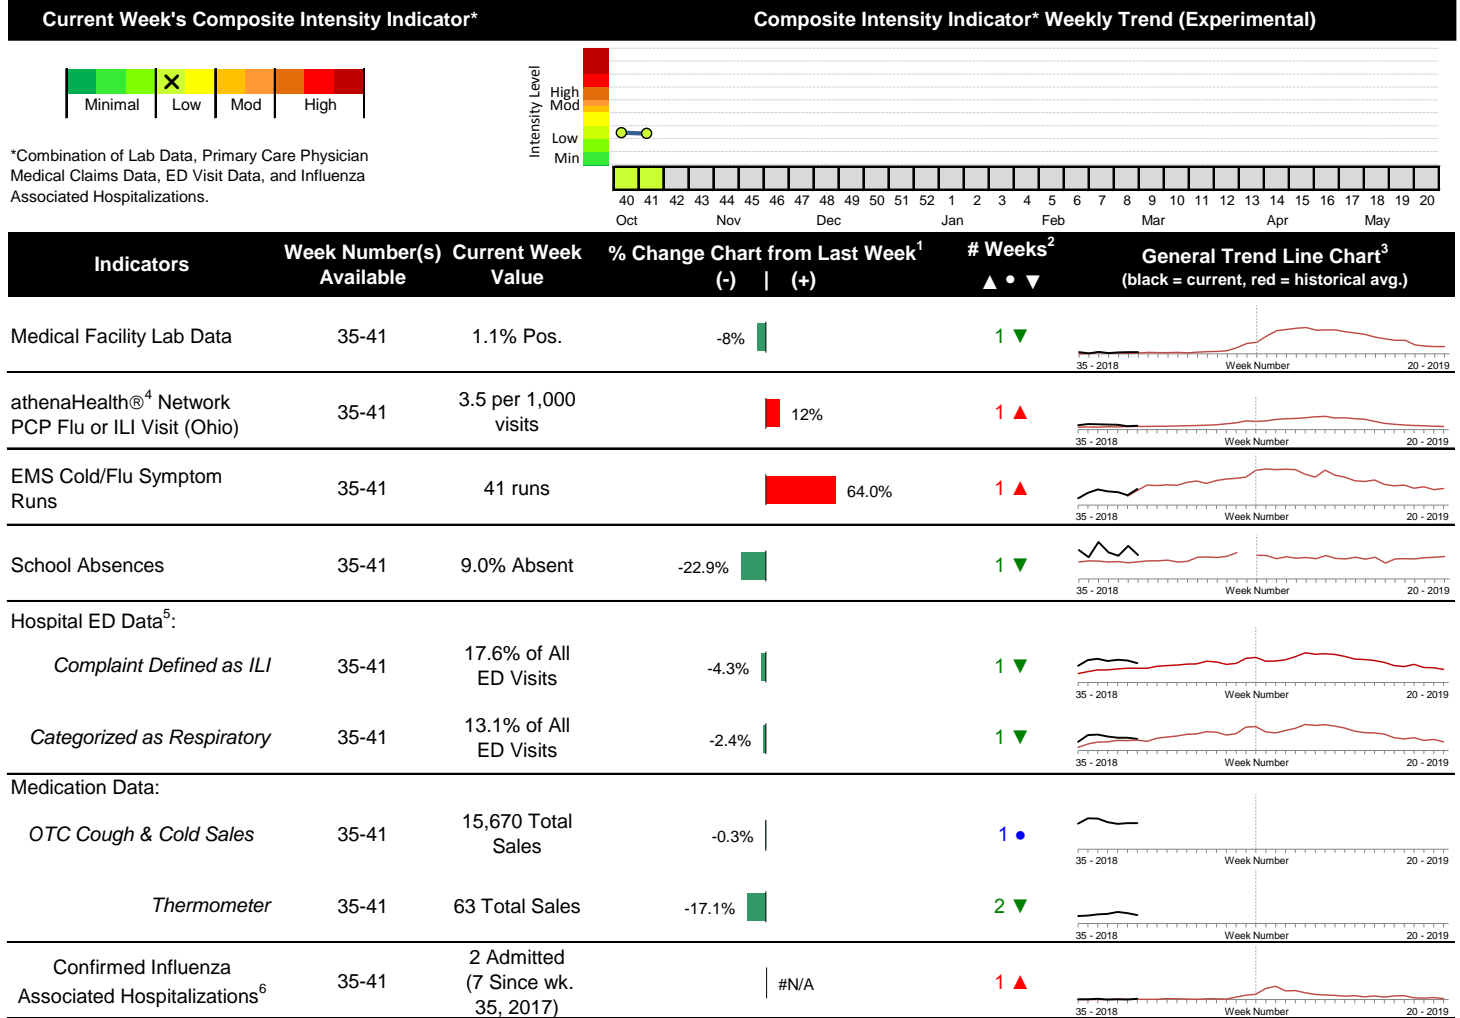 Current Week's Composite Intensity Indicator*
Composite Intensity Indicator* Weekly Trend (Experimental)
X
Minimal Low Mod High
*Combination of Lab Data, Primary Care Physician
Medical Claims Data, ED Visit Data, and Influenza
Associated Hospitalizations.
Intensity Level
High
Mod
Low
Min
40 41 42 43 44 45 46 47 48 49 50 51 52 1 2 3 4 5 6 7 8 9 10 11 12 13 14 15 16 17 18 19 20
Oct Nov Dec Jan Feb Mar Apr May
Indicators
Week Number(s)
Available
Current Week
Value
% Change Chart from Last Week1
(-) | (+)
# Weeks2
▲ ● ▼
General Trend Line Chart3
(black = current, red = historical avg.)
Medical Facility Lab Data 35-41 1.1% Pos. -8% 1 ▼
35 - 2018 Week Number 20 - 2019
athenaHealth®4 Network
PCP Flu or ILI Visit (Ohio)
35-41
3.5 per 1,000
visits
12% 1 ▲
35 - 2018 Week Number 20 - 2019
EMS Cold/Flu Symptom
Runs
35-41 41 runs 64.0% 1 ▲
35 - 2018 Week Number 20 - 2019
School Absences 35-41 9.0% Absent -22.9% 1 ▼
35 - 2018 Week Number 20 - 2019
Hospital ED Data5:
Complaint Defined as ILI 35-41
17.6% of All
ED Visits
-4.3% 1 ▼
35 - 2018 Week Number 20 - 2019
Categorized as Respiratory 35-41
13.1% of All
ED Visits
-2.4% 1 ▼
35 - 2018 Week Number 20 - 2019
Medication Data:
OTC Cough & Cold Sales 35-41
15,670 Total
Sales
-0.3% 1 ●
35 - 2018 Week Number 20 - 2019
Thermometer 35-41 63 Total Sales -17.1% 2 ▼
35 - 2018 Week Number 20 - 2019
Confirmed Influenza
Associated Hospitalizations6
35-41
2 Admitted
(7 Since wk.
35, 2017)
#N/A 1 ▲
35 - 2018 Week Number 20 - 2019